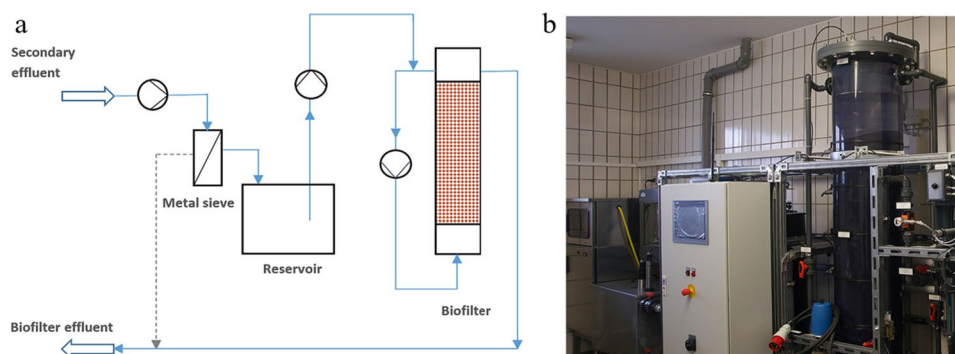 a
Secondary
effluent
Metal sieve
Reservoir
Biofilter
Biofilter effluent
b